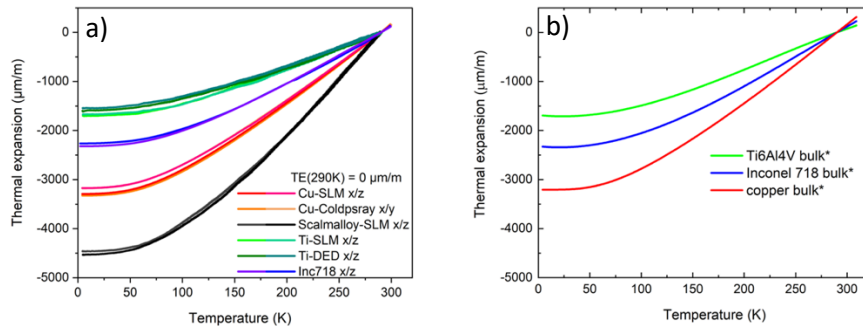 a)
0
-1000
-2000
-3000
-4000
-5000
Thermal expansion (μm/m)
TE(290K) = 0 μm/m
Cu-SLM x/z
Cu-Coldpsray x/y
Scalmalloy-SLM x/z
Ti-SLM x/z
Ti-DED x/z
Inc718 x/z
0 50 100 150 200 250 300
Temperature (K)
b)
0
-1000
-2000
-3000
-4000
-5000
Thermal expansion (μm/m)
Ti6Al4V bulk*
Inconel 718 bulk*
copper bulk*
0 50 100 150 200 250 300
Temperature (K)